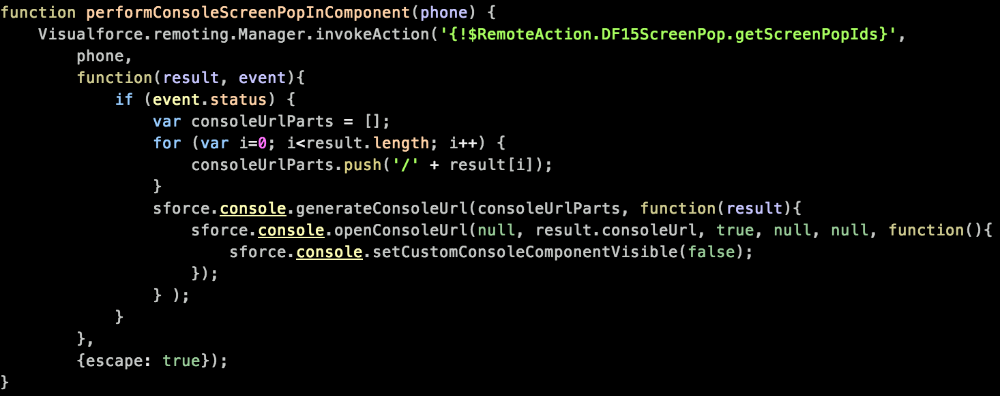 function performConsoleScreenPopInComponent(phone) {
    Visualforce.remoting.Manager.invokeAction('{!$RemoteAction.DF15ScreenPop.getScreenPopIds}',
        phone,
        function(result, event){
            if (event.status) {
                var consoleUrlParts = [];
                for (var i=0; i<result.length; i++) {
                    consoleUrlParts.push('/' + result[i]);
                }
                sforce.console.generateConsoleUrl(consoleUrlParts, function(result){
                    sforce.console.openConsoleUrl(null, result.consoleUrl, true, null, null, function(){
                        sforce.console.setCustomConsoleComponentVisible(false);
                    });
                } );
            }
        },
        {escape: true});
}